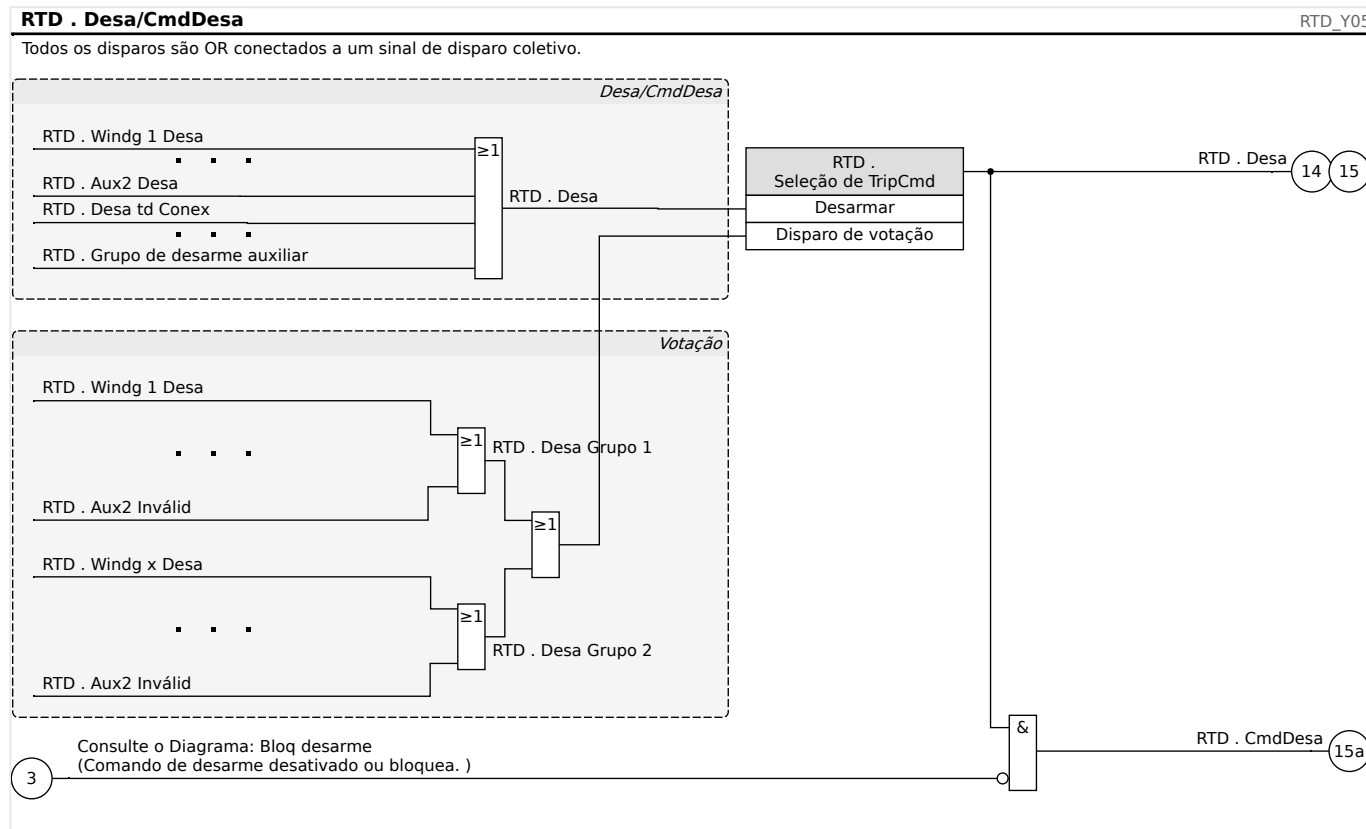 RTD . Desa/CmdDesa
RTD_Y05
Todos os disparos são OR conectados a um sinal de disparo coletivo.
Desa/CmdDesa
RTD . Windg 1 Desa
≥1
RTD . Aux2 Desa
RTD . Desa td Conex
RTD . Grupo de desarme auxiliar
RTD . Desa
RTD .
Seleção de TripCmd
Desarmar
Disparo de votação
RTD . Desa
14
15
Votação
RTD . Windg 1 Desa
≥1
RTD . Desa Grupo 1
RTD . Aux2 Inválid
≥1
RTD . Windg x Desa
≥1
RTD . Desa Grupo 2
RTD . Aux2 Inválid
Consulte o Diagrama: Bloq desarme
(Comando de desarme desativado ou bloquea. )
3
&
RTD . CmdDesa
15a